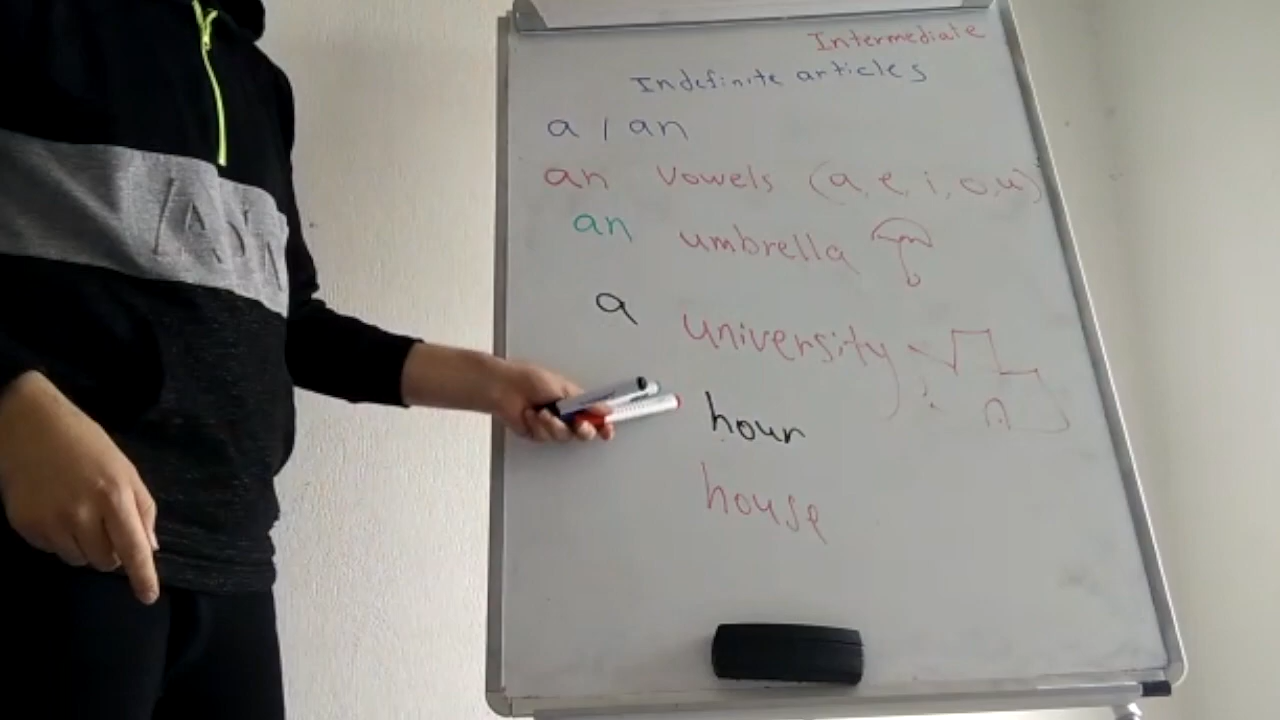 Intermediate
Indefinite articles
a / an
an vowels (a, e, i, o, u)
an umbrella
a university
hour
house